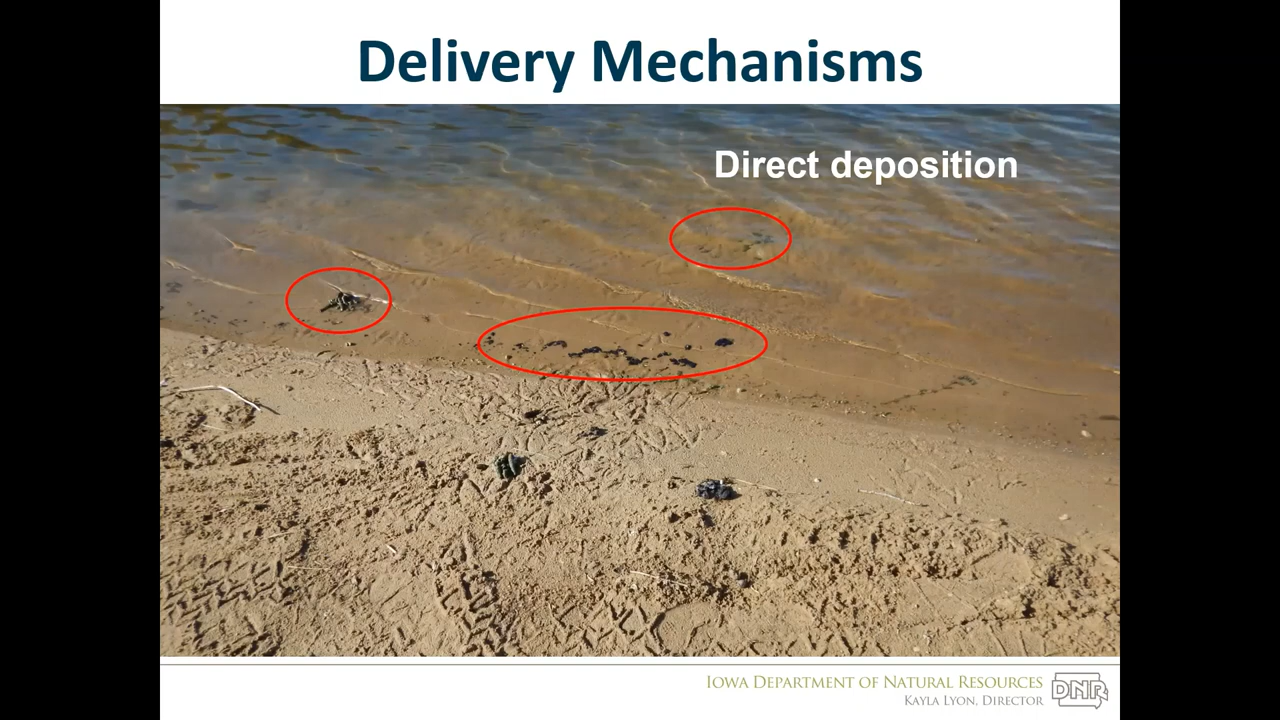 Delivery Mechanisms
Direct deposition
Iowa Department of Natural Resources
Kayla Lyon, Director
DNR